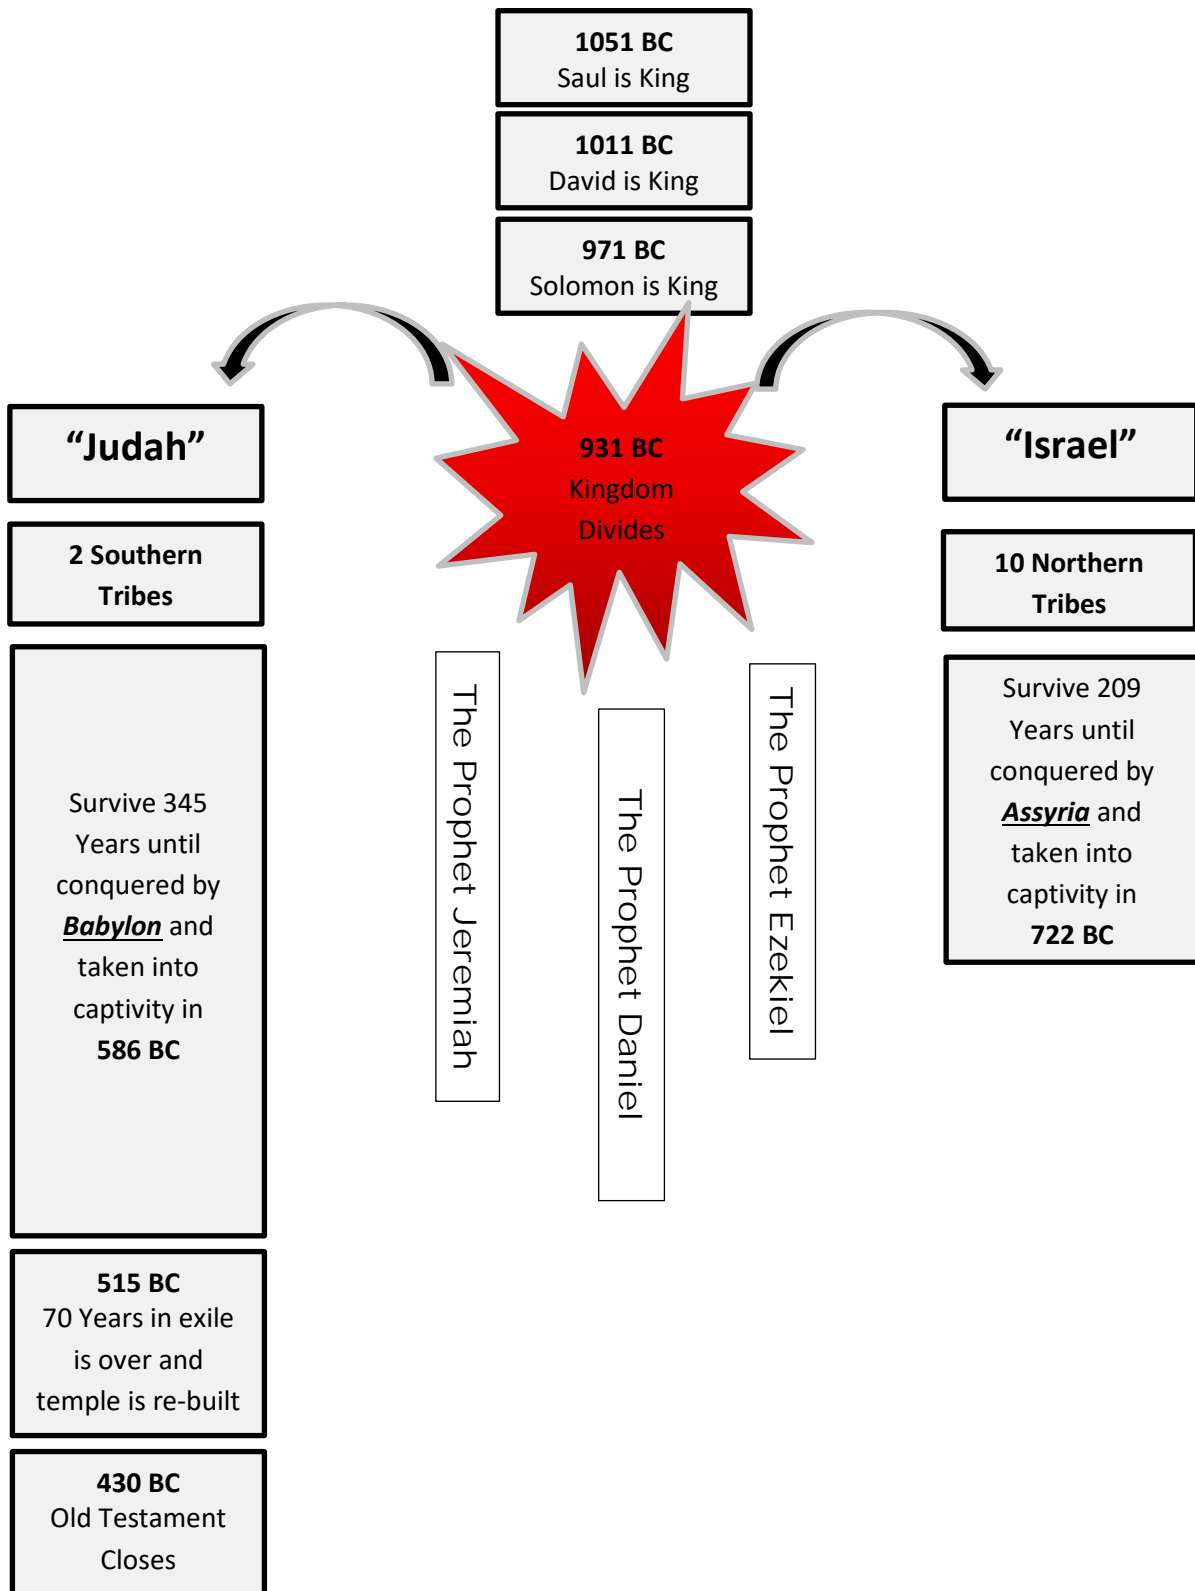 1051 BC
Saul is King
1011 BC
David is King
971 BC
Solomon is King
931 BC
Kingdom
Divides
“Judah”
2 Southern
Tribes
Survive 345
Years until
conquered by
Babylon and
taken into
captivity in
586 BC
515 BC
70 Years in exile
is over and
temple is re-built
430 BC
Old Testament
Closes
The Prophet Jeremiah
The Prophet Daniel
The Prophet Ezekiel
“Israel”
10 Northern
Tribes
Survive 209
Years until
conquered by
Assyria and
taken into
captivity in
722 BC